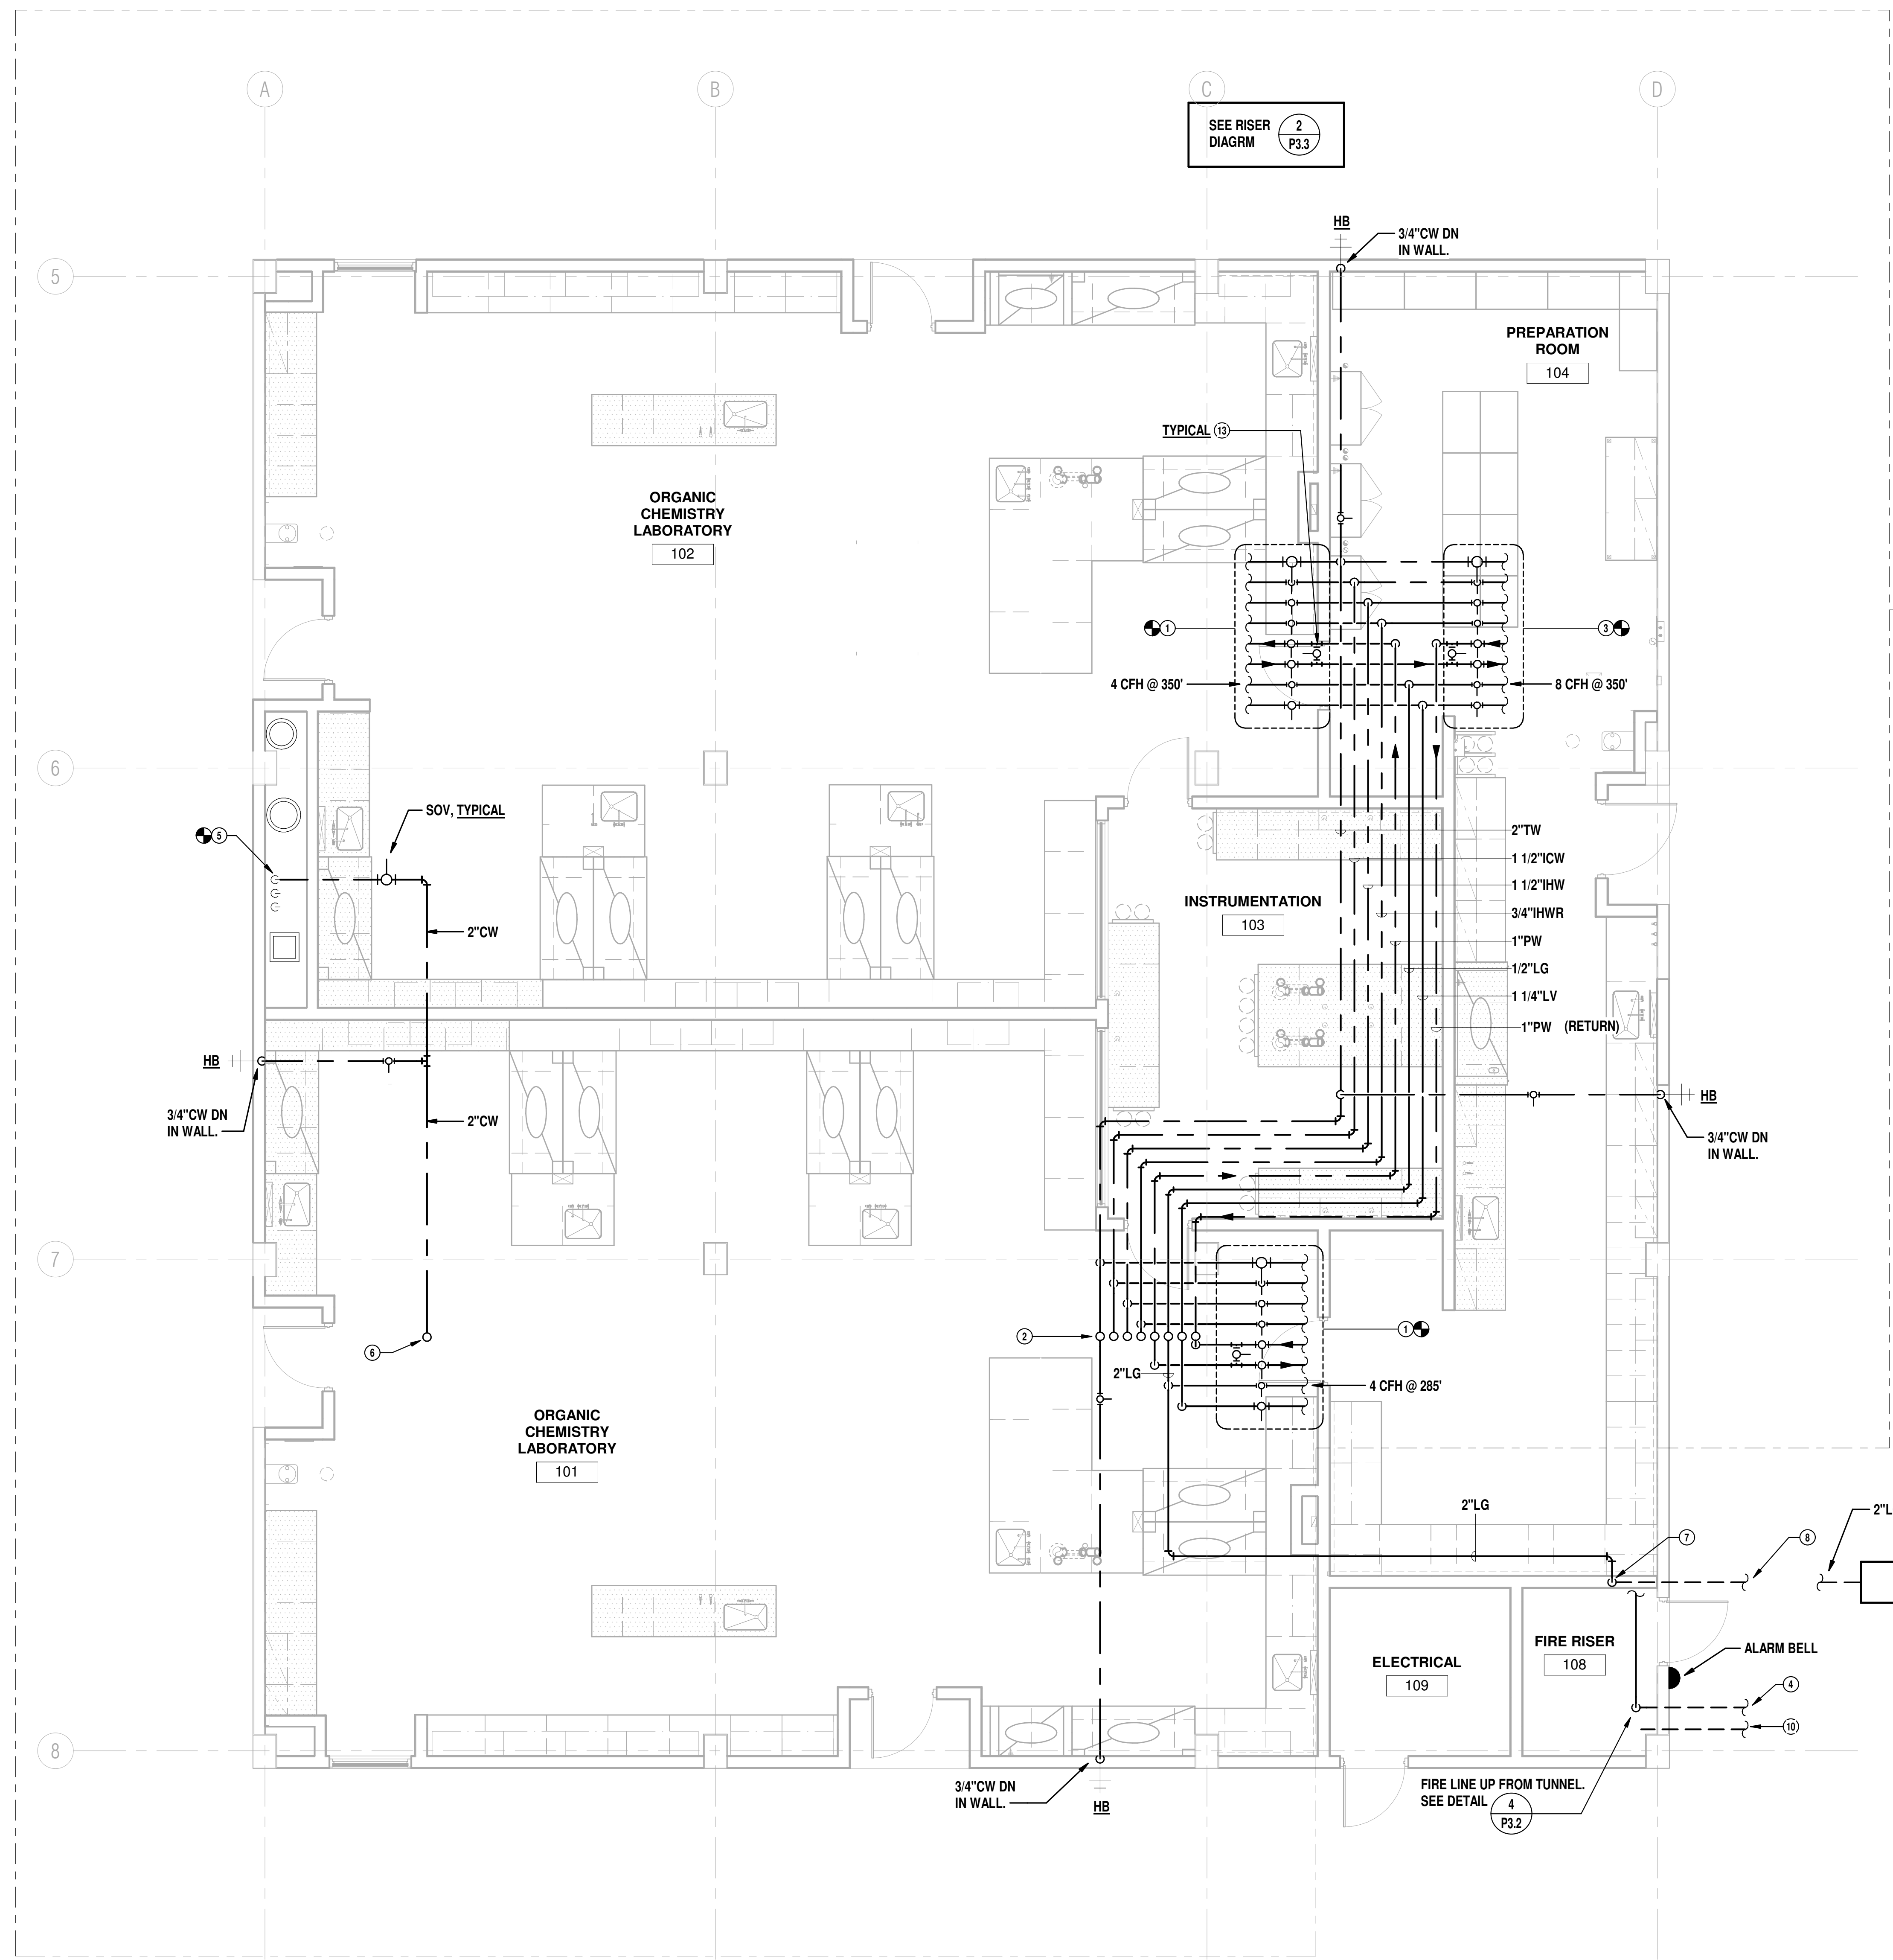 A
B
C
D
SEE RISER
DIAGRM
2
P3.3
HB
3/4"CW DN
IN WALL.
5
PREPARATION
ROOM
104
TYPICAL 13
ORGANIC
CHEMISTRY
LABORATORY
102
1
3
4 CFH @ 350'
8 CFH @ 350'
6
SOV, TYPICAL
5
2"TW
1 1/2"ICW
1 1/2"IHW
INSTRUMENTATION
103
3/4"IHWR
2"CW
1"PW
1/2"LG
1 1/4"LV
1"PW (RETURN)
HB
HB
3/4"CW DN
IN WALL.
2"CW
3/4"CW DN
IN WALL.
7
2
1
6
2"LG
4 CFH @ 285'
ORGANIC
CHEMISTRY
LABORATORY
101
2"LG
2"L
7
8
FIRE RISER
108
ALARM BELL
ELECTRICAL
109
4
10
8
3/4"CW DN
IN WALL.
HB
FIRE LINE UP FROM TUNNEL.
SEE DETAIL
4
P3.2